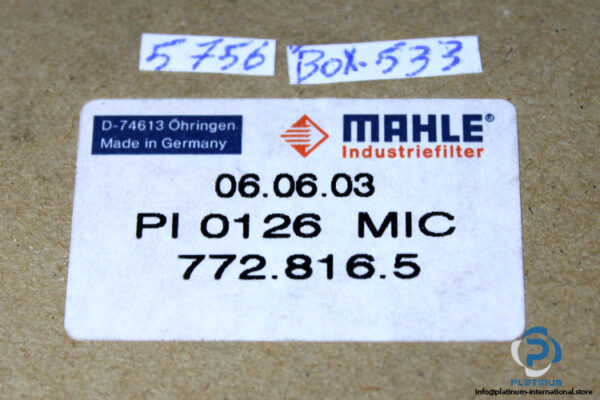 5756
Box.533
D-74613 Öhringen
Made in Germany
MAHLE®
Industriefilter
06.06.03
PI 0126 MIC
772.816.5
PLATINUM
Info@platinum-international.store